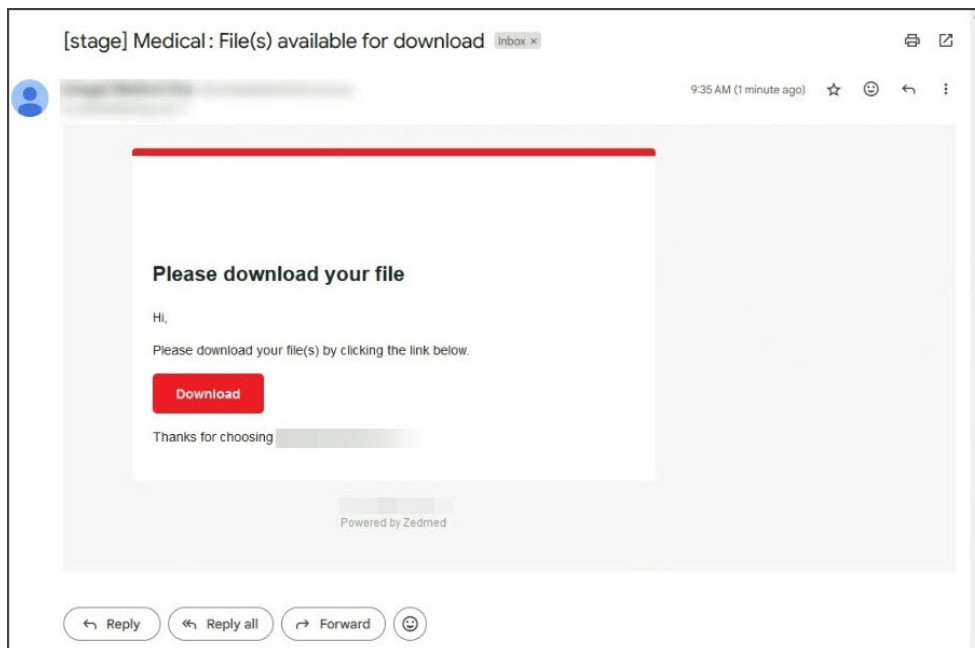 [stage] Medical: File(s) available for download Inbox ×
9:35 AM (1 minute ago)
Please download your file
Hi,
Please download your file(s) by clicking the link below.
Download
Thanks for choosing
Powered by Zedmed
Reply Reply all Forward